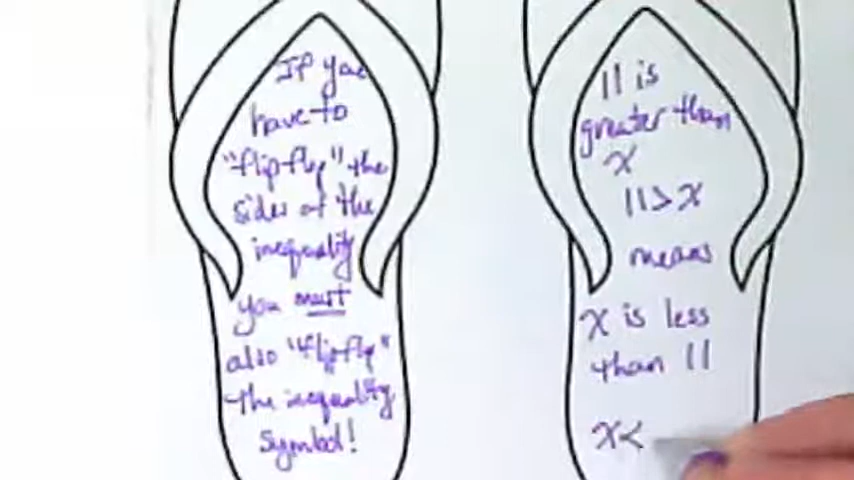 If you
have to
"flip-flop" the
sides of the
inequality
you must
also "flip-flop"
the inequality
symbol!
11 is
greater than
x
11 > x
means
x is less
than 11
x <